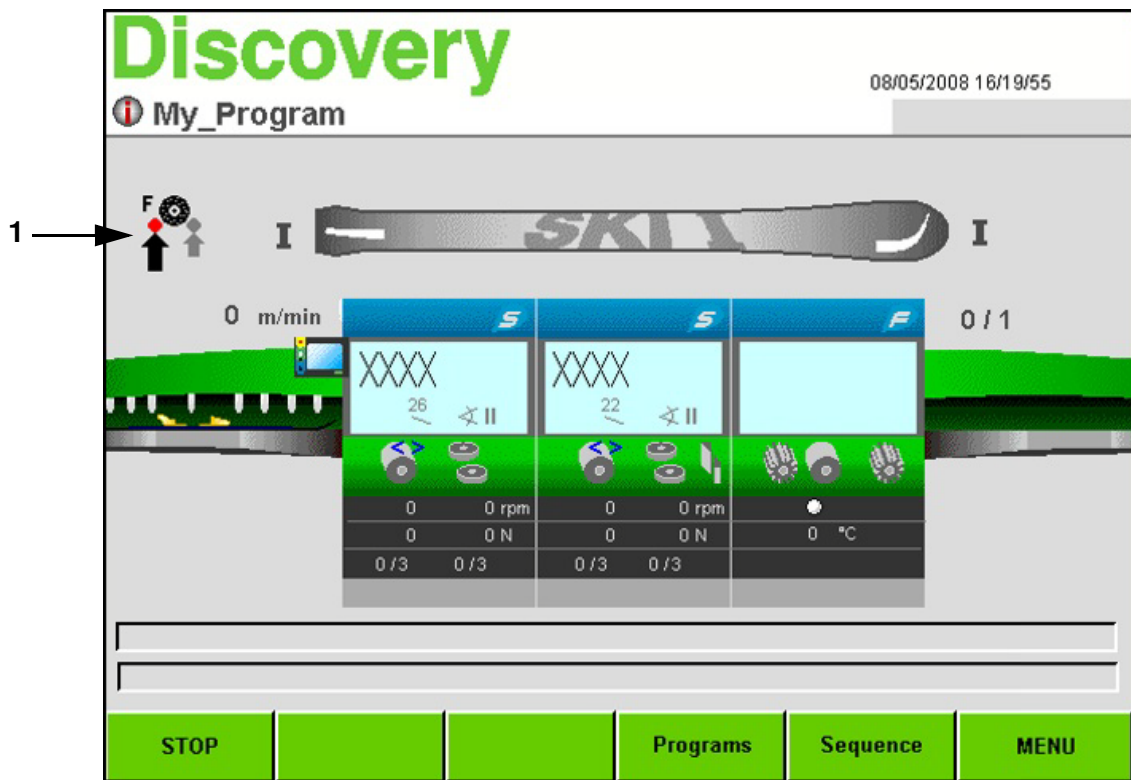 Discovery
08/05/2008 16/19/55
My_Program
F
1
I
SKI I
I
0 m/min
S
S
F
0 / 1
XXXX
XXXX
26
II
22
II
< >
< >
0 0 rpm 0 0 rpm
0 0 N 0 0 N 0 °C
0 / 3 0 / 3 0 / 3 0 / 3
STOP
Programs
Sequence
MENU